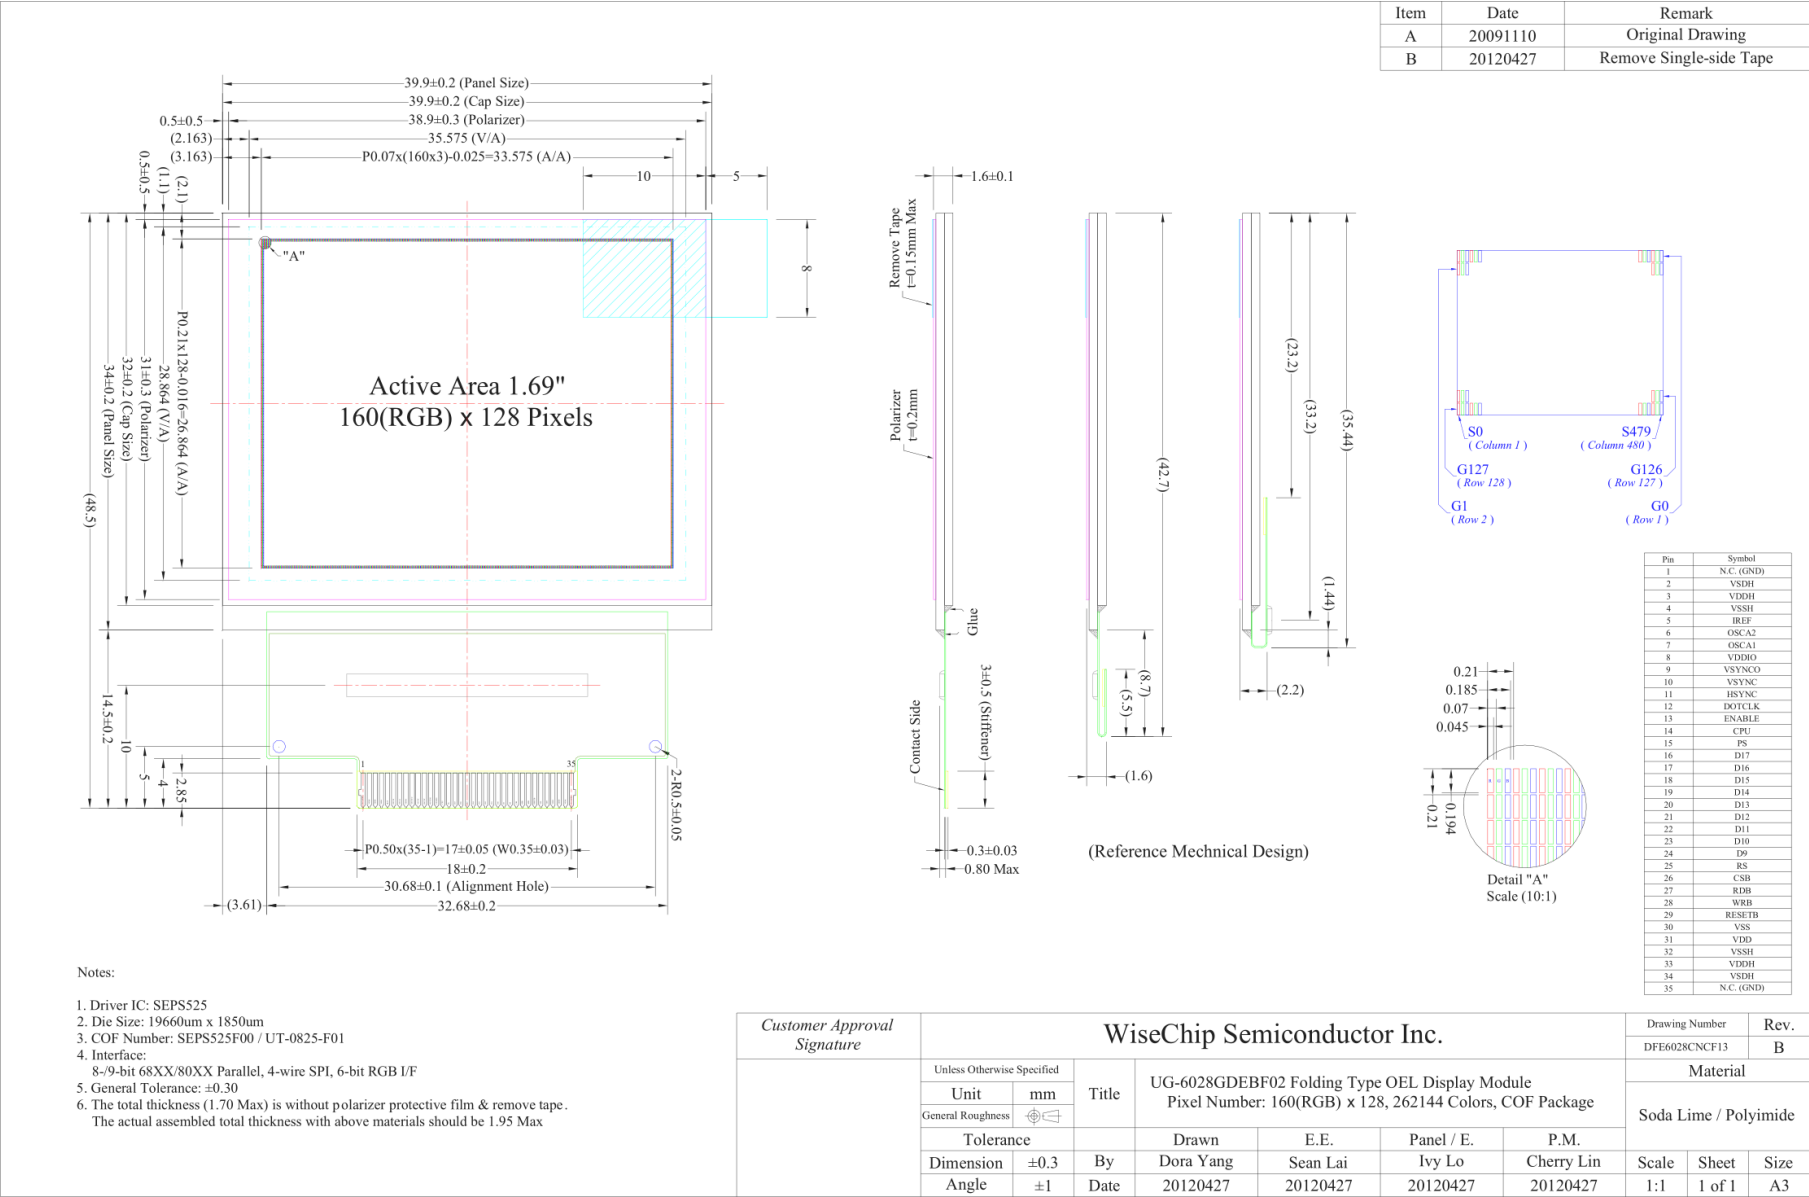 Item Date Remark
A 20091110 Original Drawing
B 20120427 Remove Single-side Tape
39.9±0.2 (Panel Size)
39.9±0.2 (Cap Size)
0.5±0.5 38.9±0.3 (Polarizer)
(2.163) 35.575 (V/A)
(3.163) P0.07x(160x3)-0.025=33.575 (A/A)
10 5
0.5±0.5
(1.1)
(2.1)
8
"A"
Active Area 1.69"
160(RGB) x 128 Pixels
P0.21x128-0.016=26.864 (A/A)
28.864 (V/A)
31±0.3 (Polarizer)
32±0.2 (Cap Size)
34±0.2 (Panel Size)
(48.5)
14.5±0.2
10
5
4
2.85
1 35
2-R0.5±0.05
P0.50x(35-1)=17±0.05 (W0.35±0.03)
18±0.2
30.68±0.1 (Alignment Hole)
(3.61) 32.68±0.2
1.6±0.1
Remove Tape
t=0.15mm Max
Polarizer
t=0.2mm
Glue
3±0.5 (Stiffener)
Contact Side
0.3±0.03
0.80 Max
(42.7)
(8.7)
(5.5)
(1.6)
(23.2)
(33.2)
(35.44)
(1.44)
(2.2)
(Reference Mechnical Design)
S0 S479
( Column 1 ) ( Column 480 )
G127 G126
( Row 128 ) ( Row 127 )
G1 G0
( Row 2 ) ( Row 1 )
0.21
0.185
0.07
0.045
0.194
0.21
Detail "A"
Scale (10:1)
Pin Symbol
1 N.C. (GND)
2 VSDH
3 VDDH
4 VSSH
5 IREF
6 OSCA2
7 OSCA1
8 VDDIO
9 VSYNCO
10 VSYNC
11 HSYNC
12 DOTCLK
13 ENABLE
14 CPU
15 PS
16 D17
17 D16
18 D15
19 D14
20 D13
21 D12
22 D11
23 D10
24 D9
25 RS
26 CSB
27 RDB
28 WRB
29 RESETB
30 VSS
31 VDD
32 VSSH
33 VDDH
34 VSDH
35 N.C. (GND)
Notes:
1. Driver IC: SEPS525
2. Die Size: 19660um x 1850um
3. COF Number: SEPS525F00 / UT-0825-F01
4. Interface:
8-/9-bit 68XX/80XX Parallel, 4-wire SPI, 6-bit RGB I/F
5. General Tolerance: ±0.30
6. The total thickness (1.70 Max) is without polarizer protective film & remove tape.
The actual assembled total thickness with above materials should be 1.95 Max
Customer Approval
Signature
WiseChip Semiconductor Inc.
Drawing Number Rev.
DFE6028CNCF13 B
Unless Otherwise Specified
Unit mm
General Roughness
Title
UG-6028GDEBF02 Folding Type OEL Display Module
Pixel Number: 160(RGB) x 128, 262144 Colors, COF Package
Material
Soda Lime / Polyimide
Tolerance Drawn E.E. Panel / E. P.M.
Dimension ±0.3 By Dora Yang Sean Lai Ivy Lo Cherry Lin Scale Sheet Size
Angle ±1 Date 20120427 20120427 20120427 20120427 1:1 1 of 1 A3